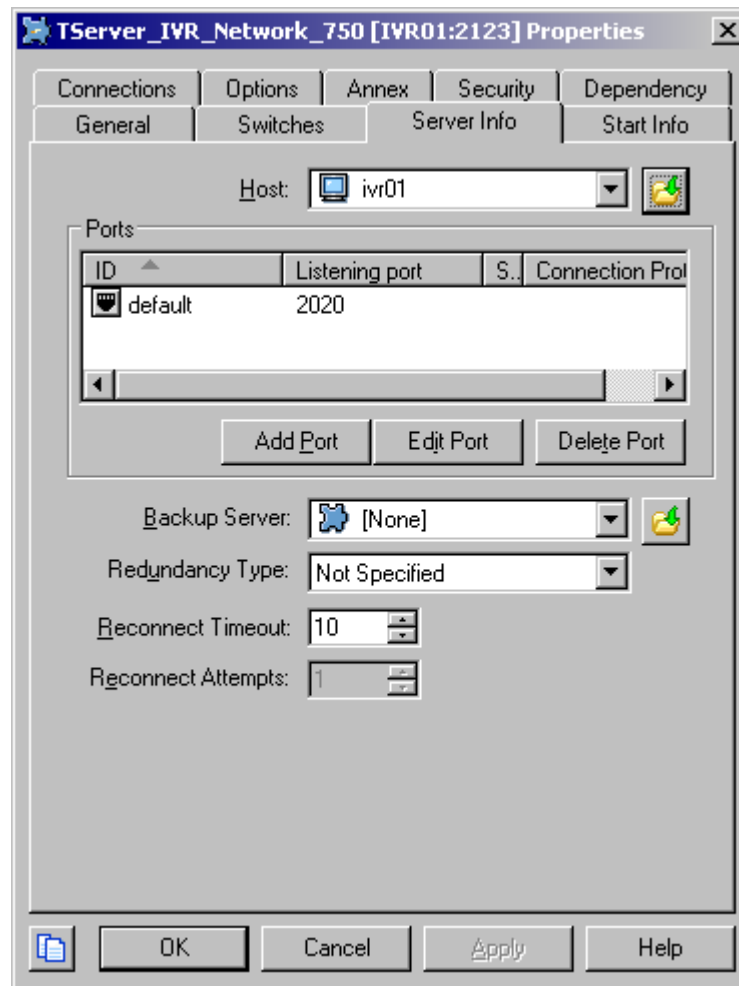 TServer_IVR_Network_750 [IVR01:2123] Properties
Connections Options Annex Security Dependency
General Switches Server Info Start Info
Host: ivr01
Ports
ID Listening port S.. Connection Prot
default 2020
Add Port Edit Port Delete Port
Backup Server: [None]
Redundancy Type: Not Specified
Reconnect Timeout: 10
Reconnect Attempts: 1
OK Cancel Apply Help